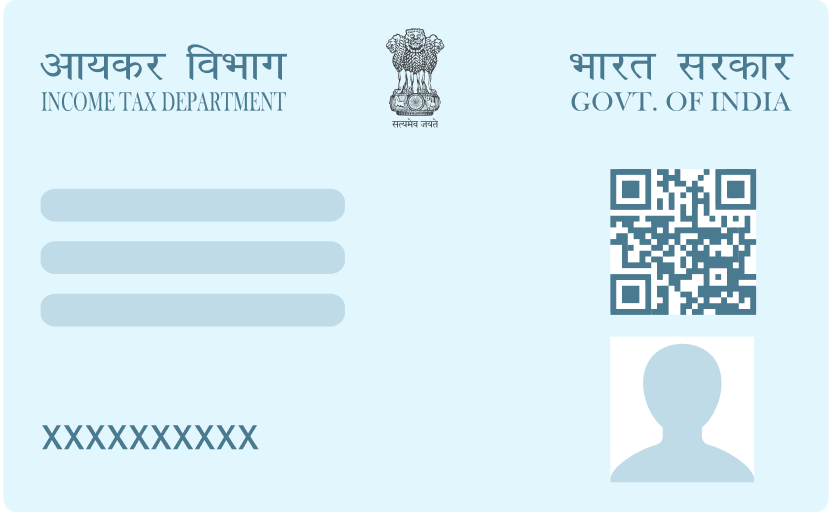 आयकर विभाग
INCOME TAX DEPARTMENT
सत्यमेव जयते
भारत सरकार
GOVT. OF INDIA
XXXXXXXXXX